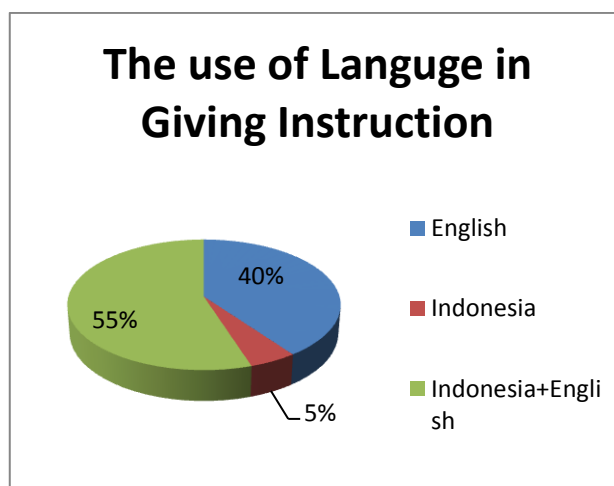 The use of Languge in
Giving Instruction
40%
55%
5%
English
Indonesia
Indonesia+Engli
sh